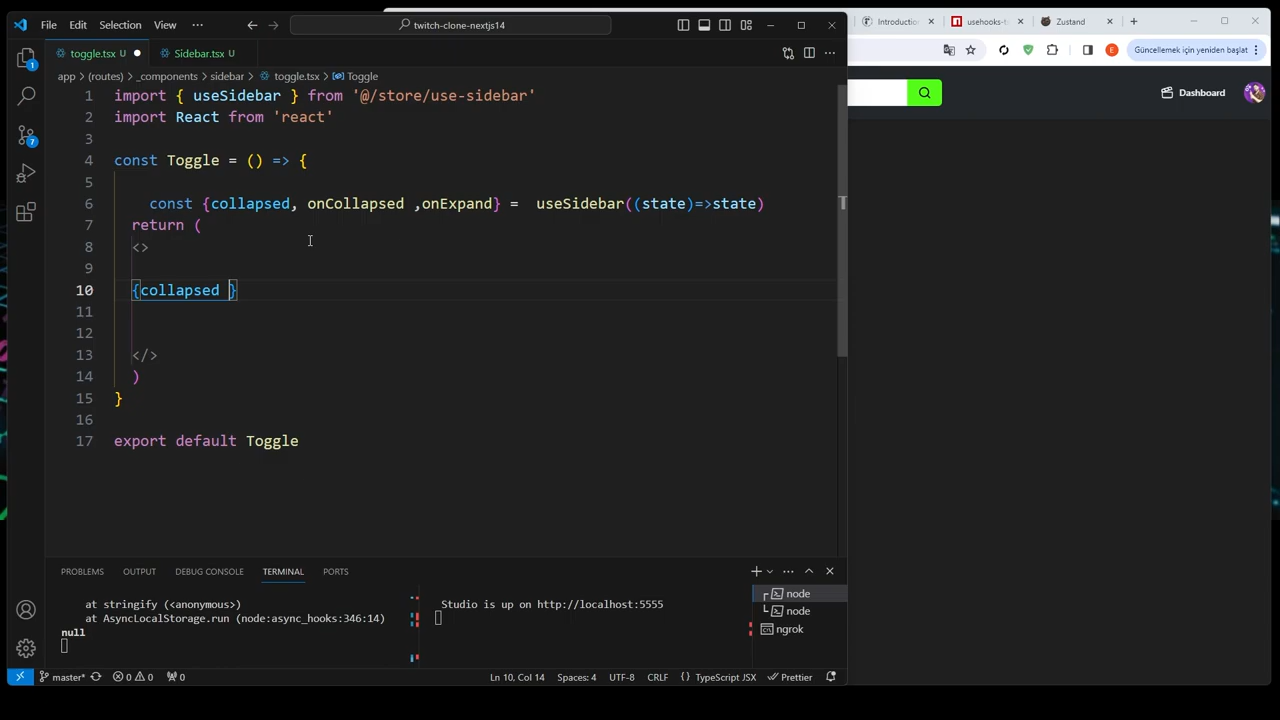 File Edit Selection View ··· twitch-clone-nextjs14
Introduction usehooks-t Zustand
toggle.tsx U Sidebar.tsx U
Güncellemek için yeniden başlat
app > (routes) > _components > sidebar > toggle.tsx > Toggle
Dashboard
1 import { useSidebar } from '@/store/use-sidebar'
2 import React from 'react'
3
4 const Toggle = () => {
5
6 const {collapsed, onCollapsed ,onExpand} = useSidebar((state)=>state)
7 return (
8 <>
9
10 {collapsed }
11
12
13 </>
14 )
15 }
16
17 export default Toggle
PROBLEMS OUTPUT DEBUG CONSOLE TERMINAL PORTS
at stringify (<anonymous>)
at AsyncLocalStorage.run (node:async_hooks:346:14)
null
Studio is up on http://localhost:5555
node
node
ngrok
master* 0 0 0 Ln 10, Col 14 Spaces: 4 UTF-8 CRLF {} TypeScript JSX Prettier